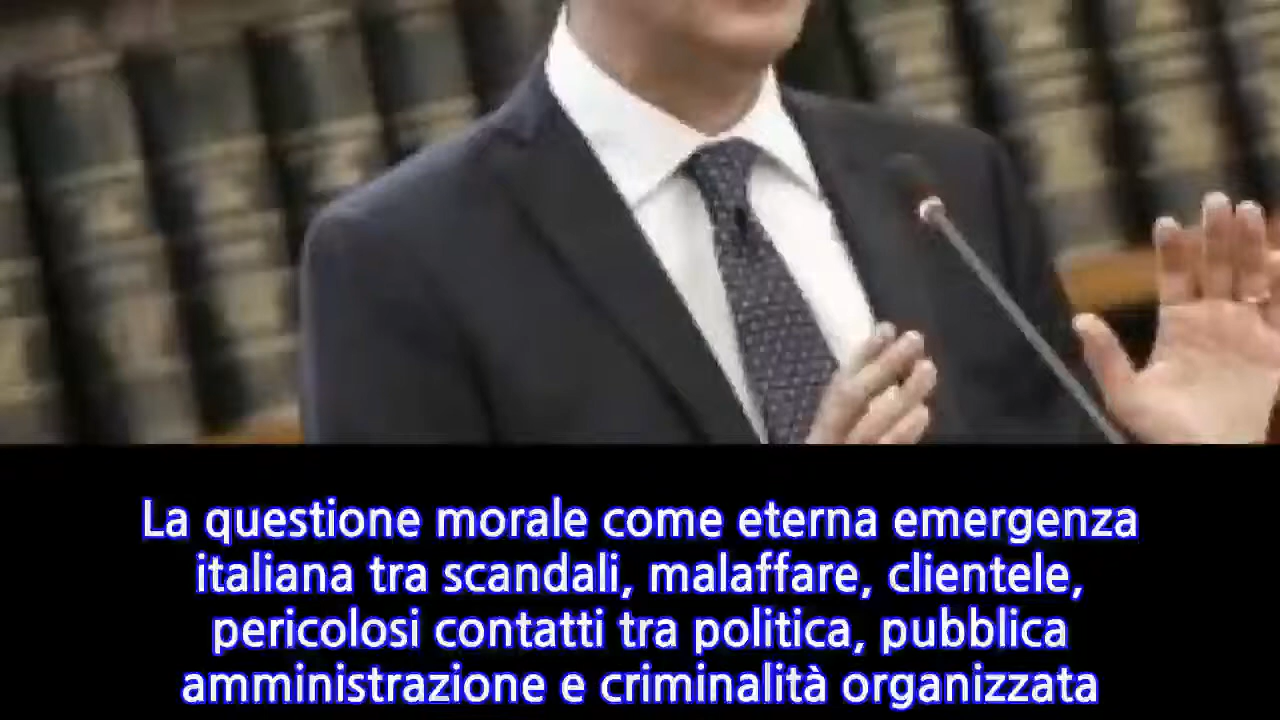 La questione morale come eterna emergenza
italiana tra scandali, malaffare, clientele,
pericolosi contatti tra politica, pubblica
amministrazione e criminalità organizzata